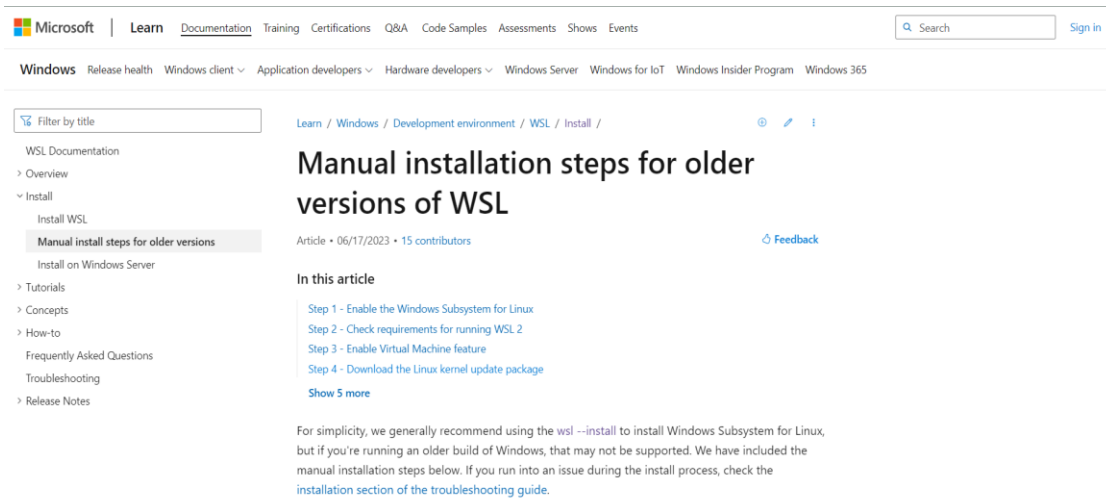 Microsoft | Learn Documentation Training Certifications Q&A Code Samples Assessments Shows Events Search Sign in
Windows Release health Windows client Application developers Hardware developers Windows Server Windows for IoT Windows Insider Program Windows 365
Filter by title
WSL Documentation
> Overview
Install
Install WSL
Manual install steps for older versions
Install on Windows Server
> Tutorials
> Concepts
> How-to
Frequently Asked Questions
Troubleshooting
> Release Notes
Learn / Windows / Development environment / WSL / Install /
Manual installation steps for older
versions of WSL
Article • 06/17/2023 • 15 contributors
Feedback
In this article
Step 1 - Enable the Windows Subsystem for Linux
Step 2 - Check requirements for running WSL 2
Step 3 - Enable Virtual Machine feature
Step 4 - Download the Linux kernel update package
Show 5 more
For simplicity, we generally recommend using the wsl --install to install Windows Subsystem for Linux,
but if you're running an older build of Windows, that may not be supported. We have included the
manual installation steps below. If you run into an issue during the install process, check the
installation section of the troubleshooting guide.